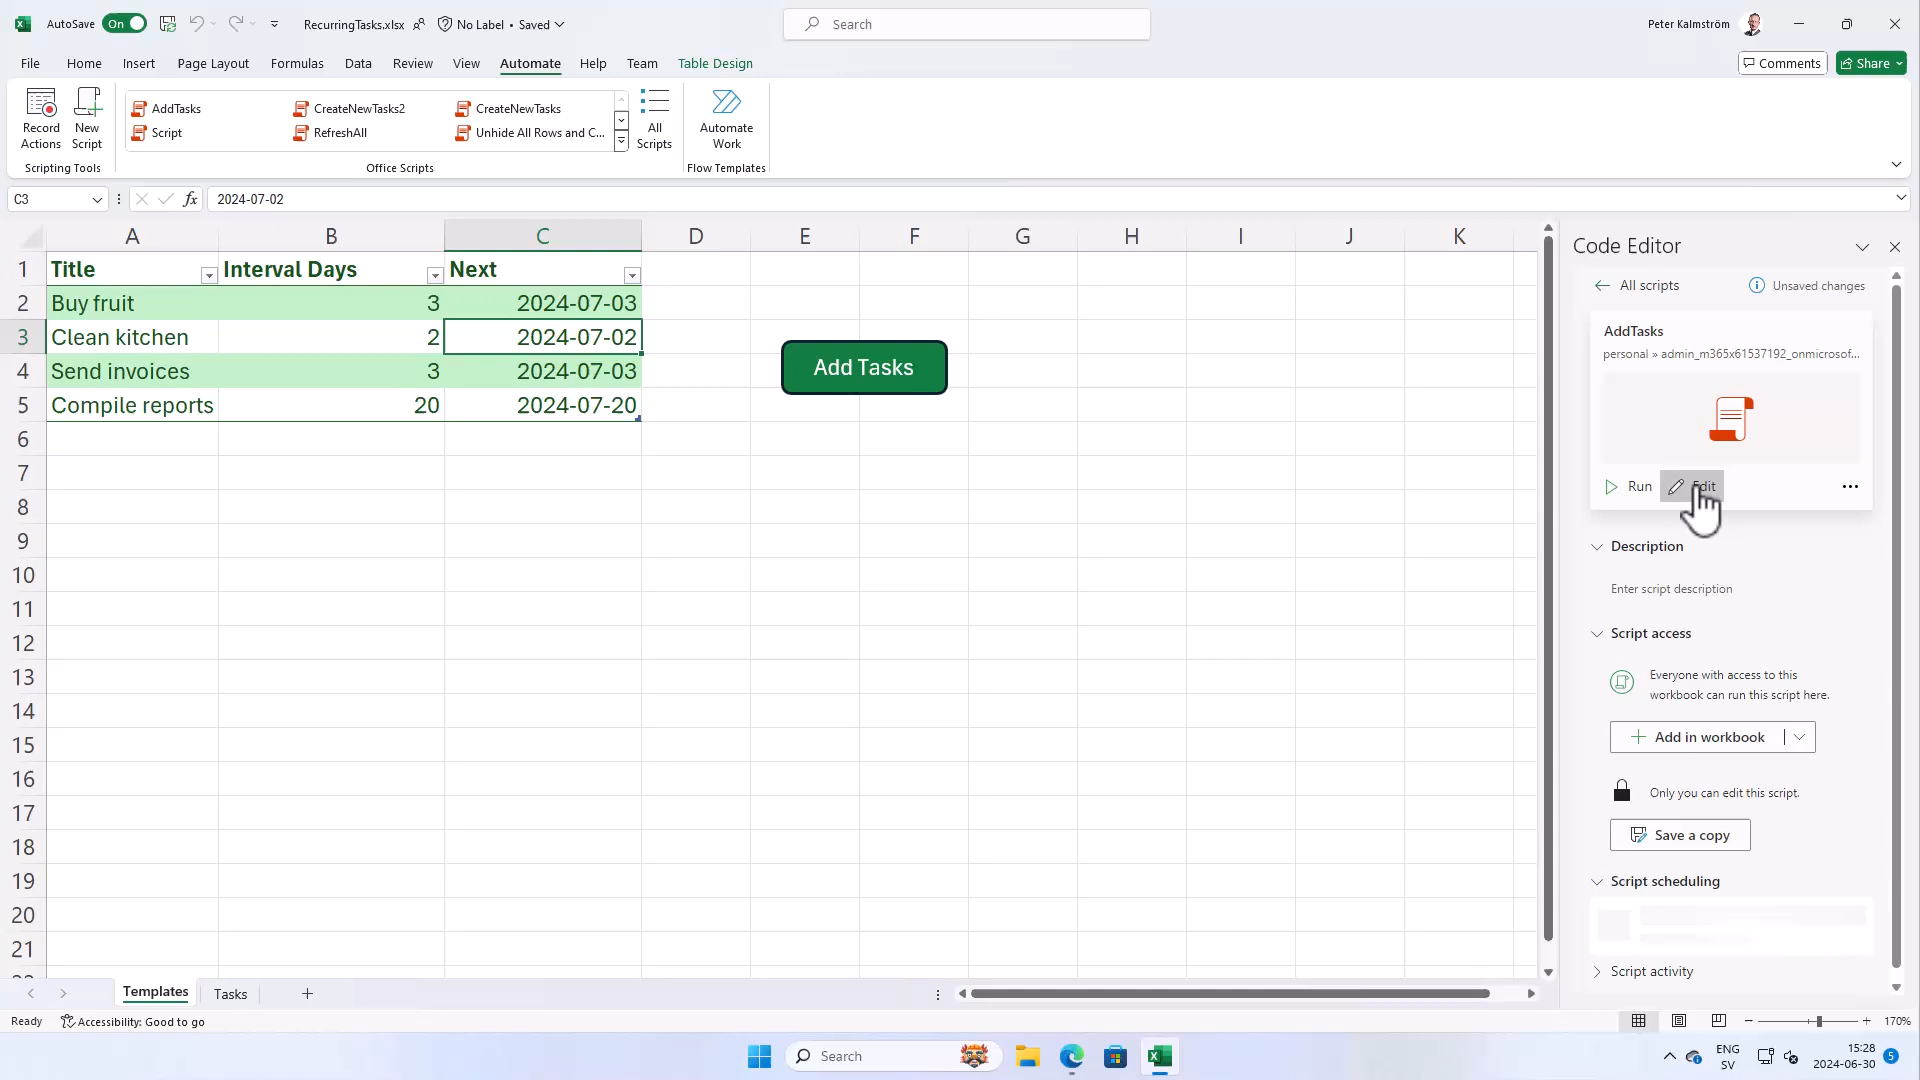 AutoSave On RecurringTasks.xlsx No Label • Saved Search Peter Kalmström
File Home Insert Page Layout Formulas Data Review View Automate Help Team Table Design Comments Share
Record Actions
New Script
AddTasks CreateNewTasks2 CreateNewTasks
Script RefreshAll Unhide All Rows and C...
All Scripts
Automate Work
Scripting Tools Office Scripts Flow Templates
C3 fx 2024-07-02
A B C D E F G H I J K
1 Title Interval Days Next
2 Buy fruit 3 2024-07-03
3 Clean kitchen 2 2024-07-02
4 Send invoices 3 2024-07-03
5 Compile reports 20 2024-07-20
6
7
8
9
10
11
12
13
14
15
16
17
18
19
20
21
Add Tasks
Code Editor
All scripts Unsaved changes
AddTasks
personal » admin_m365x61537192_onmicrosof...
Run Edit ...
Description
Enter script description
Script access
Everyone with access to this
workbook can run this script here.
Add in workbook
Only you can edit this script.
Save a copy
Script scheduling
Script activity
Templates Tasks
Ready Accessibility: Good to go 170%
Search
ENG
SV
15:28
2024-06-30
5